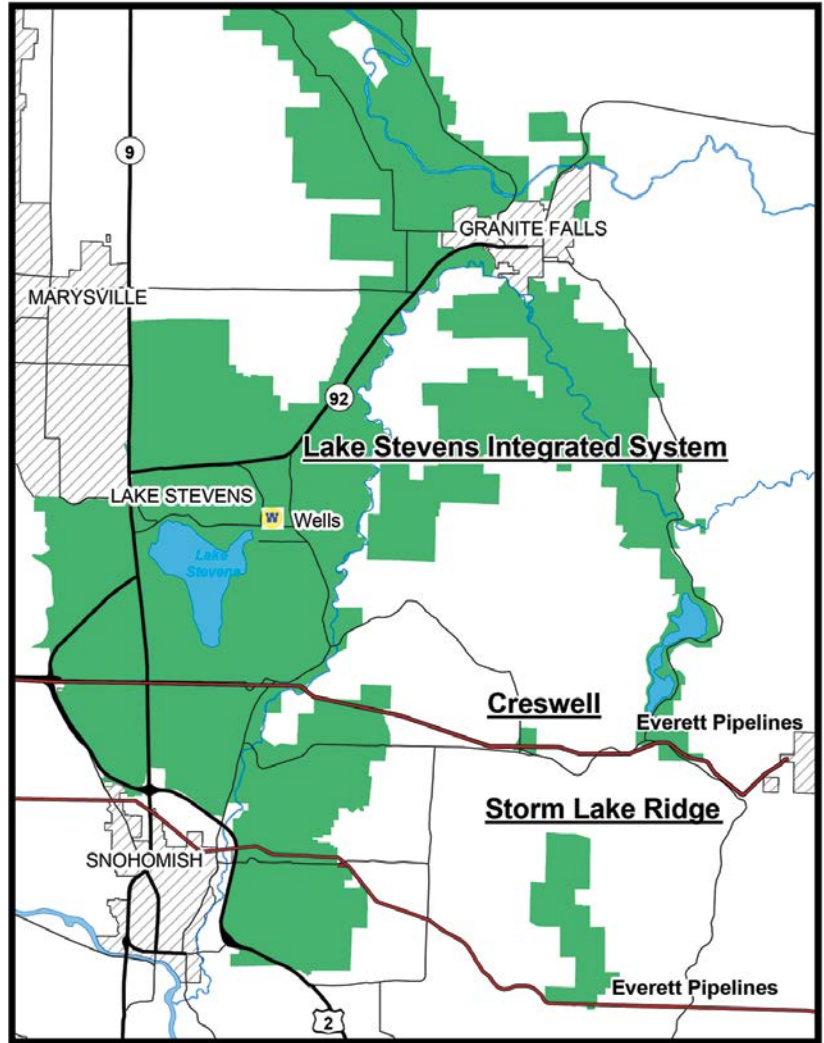 9
GRANITE FALLS
MARYSVILLE
92
Lake Stevens Integrated System
LAKE STEVENS
W Wells
Lake
Stevens
Creswell
Everett Pipelines
Storm Lake Ridge
SNOHOMISH
Everett Pipelines
2